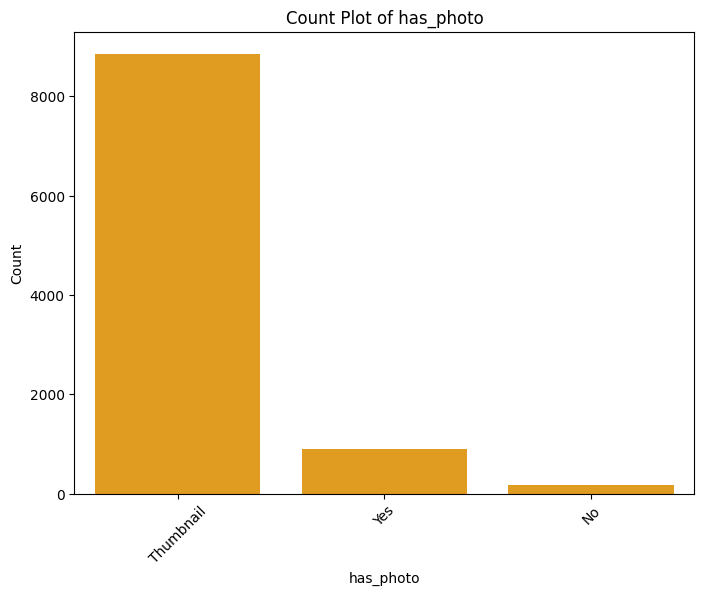 Count Plot of has_photo
8000
6000
4000
2000
0
Count
Thumbnail
Yes
No
has_photo